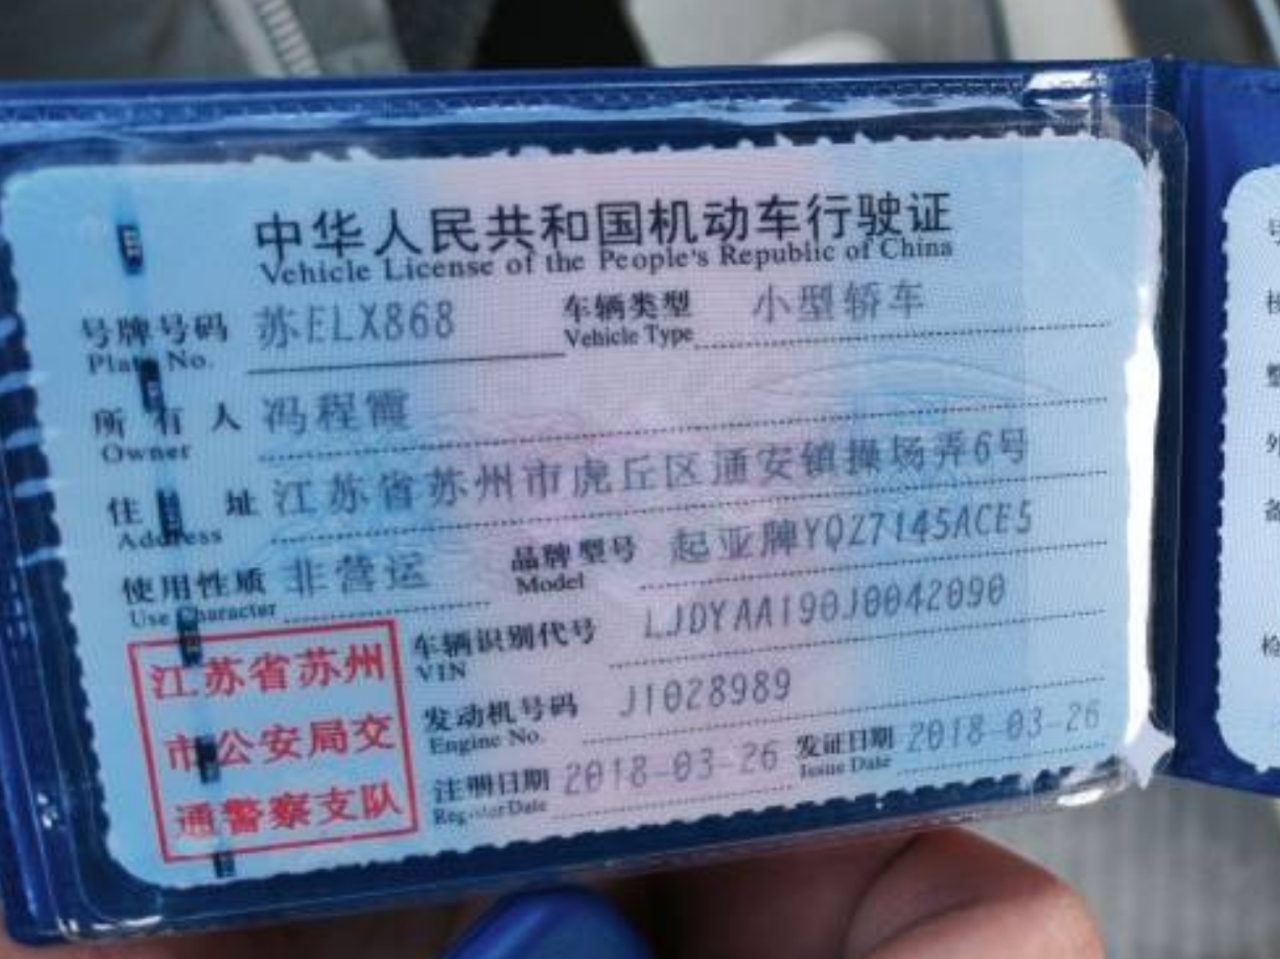 中华人民共和国机动车行驶证
Vehicle License of the People's Republic of China
号牌号码 苏ELX868 车辆类型 小型轿车
Plate No. Vehicle Type
所有人 冯程霞
Owner
住址 江苏省苏州市虎丘区通安镇操场弄6号
Address
使用性质 非营运 品牌型号 起亚牌YQZ7145ACE5
Use Character Model
车辆识别代号 LJDYAA190J0042090
VIN
发动机号码 J1028989
Engine No.
注册日期 2018-03-26 发证日期 2018-03-26
Register Date Issue Date
江苏省苏州
市公安局交
通警察支队